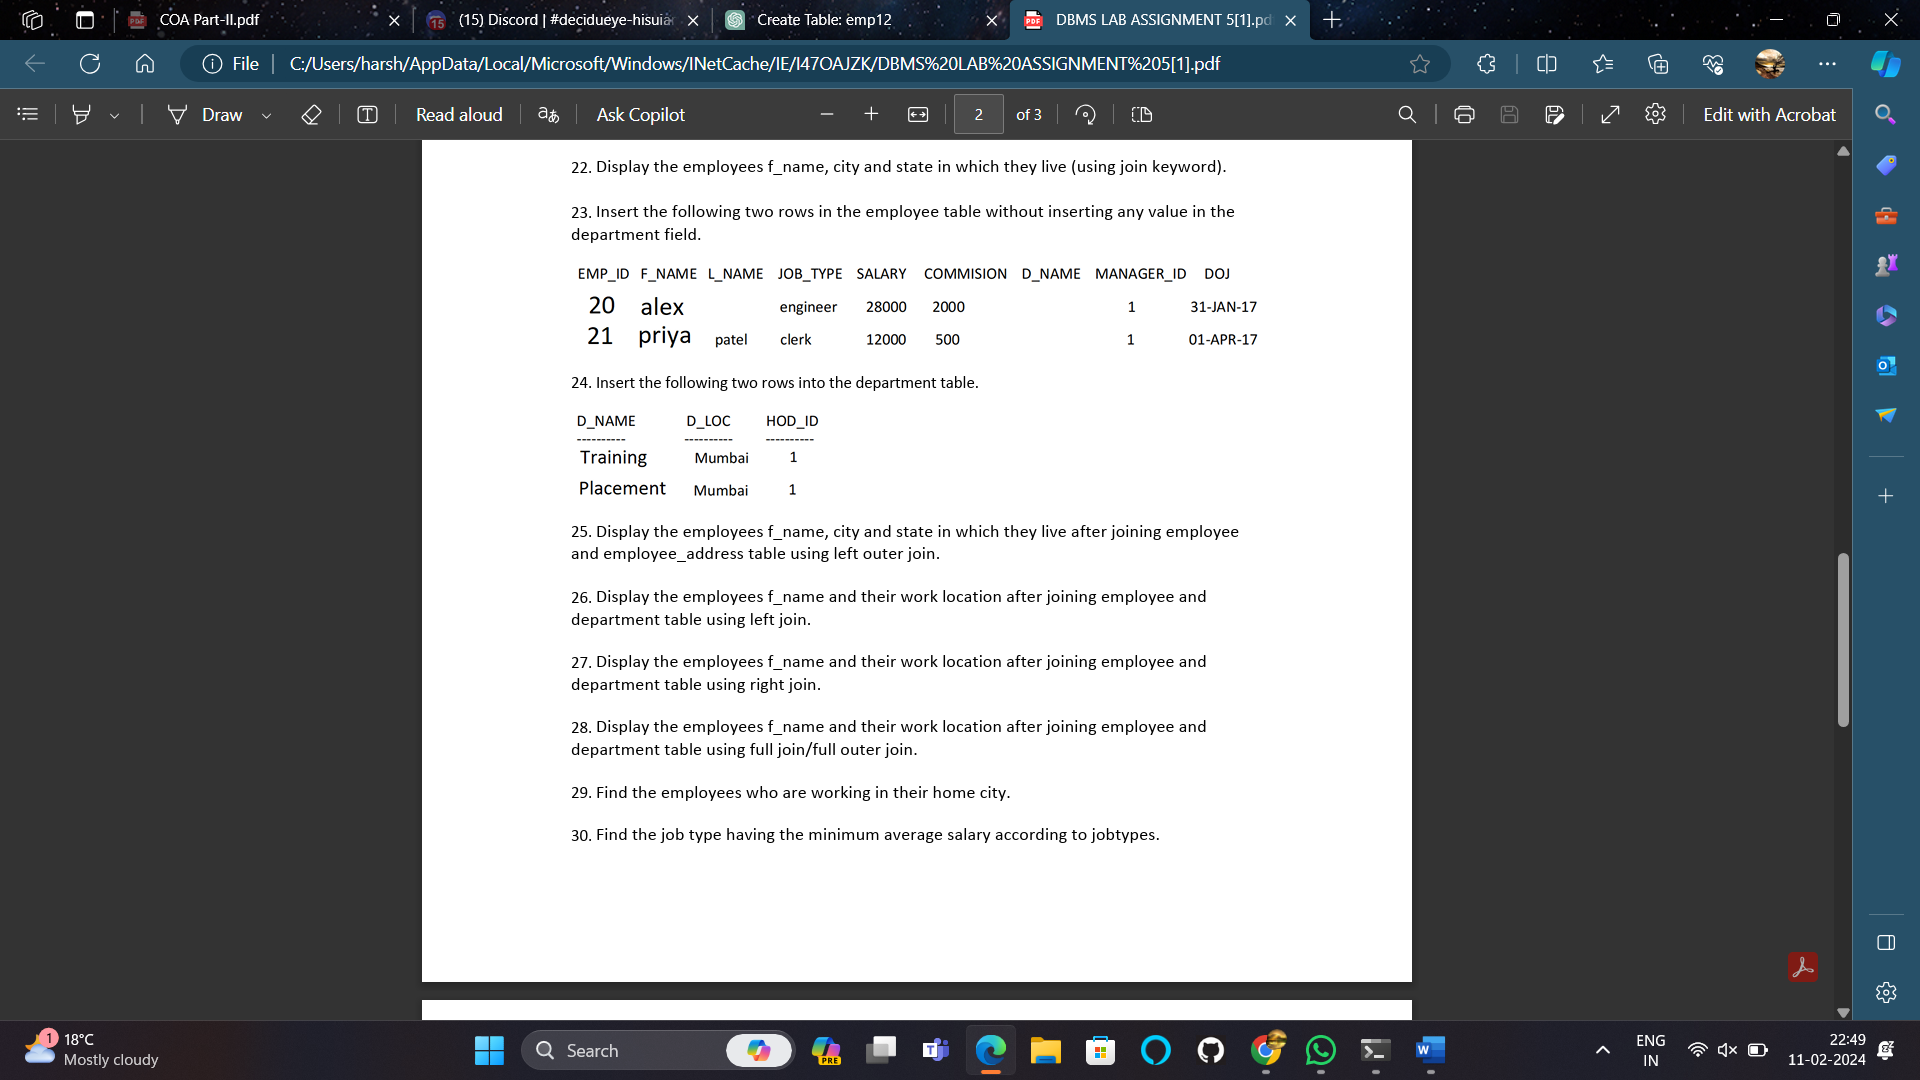 COA Part-II.pdf
(15) Discord | #decidueye-hisuia
Create Table: emp12
DBMS LAB ASSIGNMENT 5[1].pd
File
C:/Users/harsh/AppData/Local/Microsoft/Windows/INetCache/IE/I47OAJZK/DBMS%20LAB%20ASSIGNMENT%205[1].pdf
Draw
Read aloud
Ask Copilot
2 of 3
Edit with Acrobat
22. Display the employees f_name, city and state in which they live (using join keyword).
23. Insert the following two rows in the employee table without inserting any value in the
department field.
EMP_ID F_NAME L_NAME JOB_TYPE SALARY COMMISION D_NAME MANAGER_ID DOJ
20 alex engineer 28000 2000 1 31-JAN-17
21 priya patel clerk 12000 500 1 01-APR-17
24. Insert the following two rows into the department table.
D_NAME D_LOC HOD_ID
---------- ---------- ----------
Training Mumbai 1
Placement Mumbai 1
25. Display the employees f_name, city and state in which they live after joining employee
and employee_address table using left outer join.
26. Display the employees f_name and their work location after joining employee and
department table using left join.
27. Display the employees f_name and their work location after joining employee and
department table using right join.
28. Display the employees f_name and their work location after joining employee and
department table using full join/full outer join.
29. Find the employees who are working in their home city.
30. Find the job type having the minimum average salary according to jobtypes.
1
18°C
Mostly cloudy
Search
PRE
ENG
IN
22:49
11-02-2024